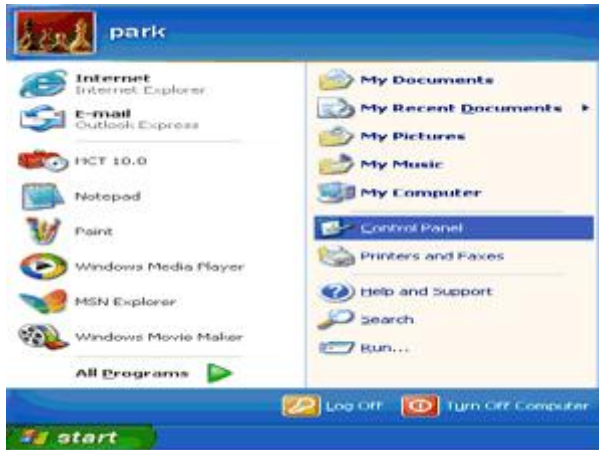 park
Internet
Internet Explorer
E-mail
Outlook Express
HCT 10.0
Notepad
Paint
Windows Media Player
MSN Explorer
Windows Movie Maker
All Programs
My Documents
My Recent Documents
My Pictures
My Music
My Computer
Control Panel
Printers and Faxes
Help and Support
Search
Run...
Log Off
Turn Off Computer
start